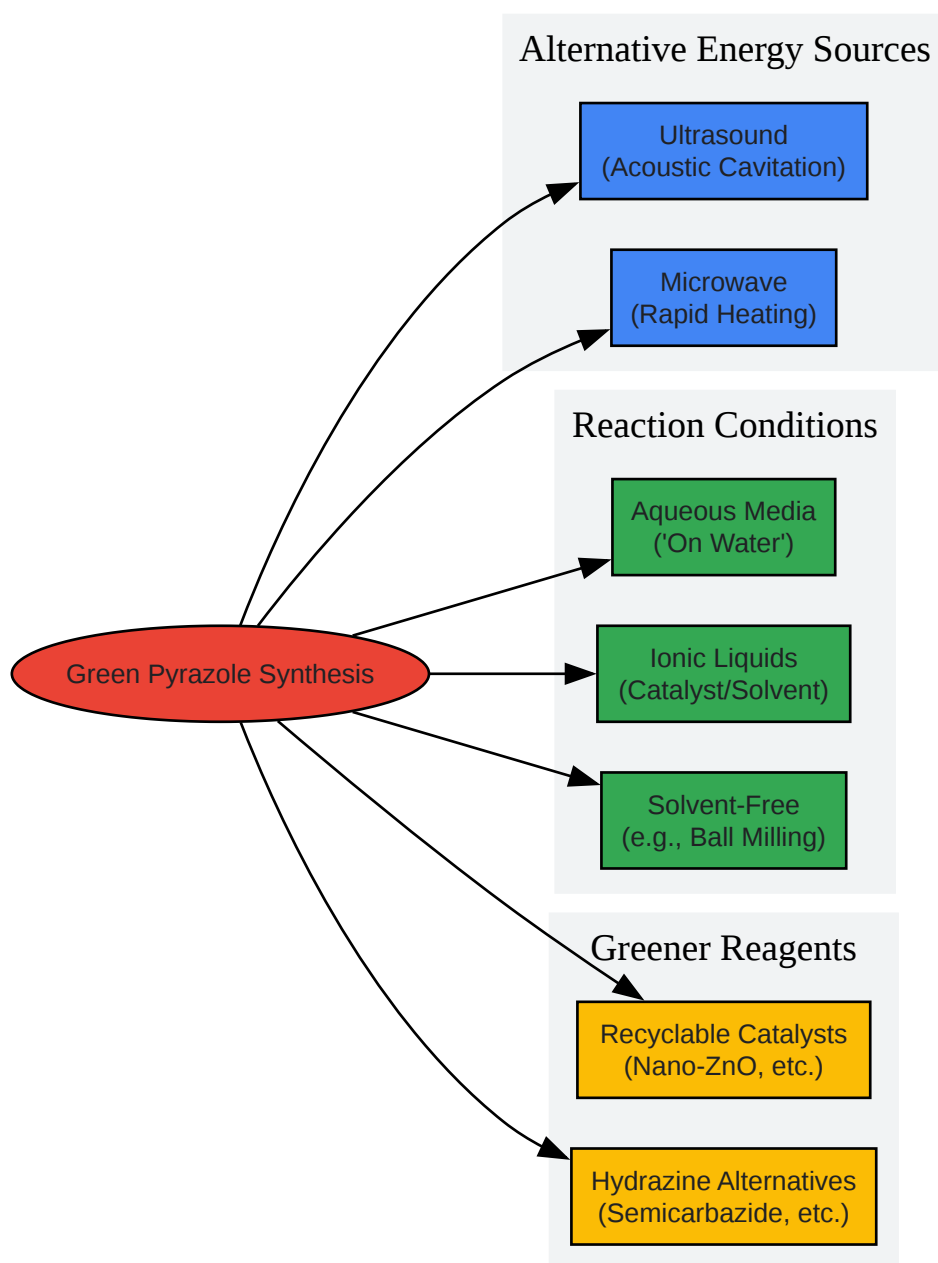 Alternative Energy Sources
Ultrasound
(Acoustic Cavitation)
Microwave
(Rapid Heating)
Reaction Conditions
Aqueous Media
('On Water')
Green Pyrazole Synthesis
Ionic Liquids
(Catalyst/Solvent)
Solvent-Free
(e.g., Ball Milling)
Greener Reagents
Recyclable Catalysts
(Nano-ZnO, etc.)
Hydrazine Alternatives
(Semicarbazide, etc.)